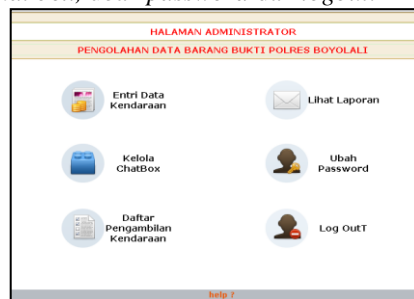 HALAMAN ADMINISTRATOR
PENGOLAHAN DATA BARANG BUKTI POLRES BOYOLALI
Entri Data
Kendaraan
Lihat Laporan
Kelola
ChatBox
Ubah
Password
Daftar
Pengambilan
Kendaraan
Log OutT
help ?